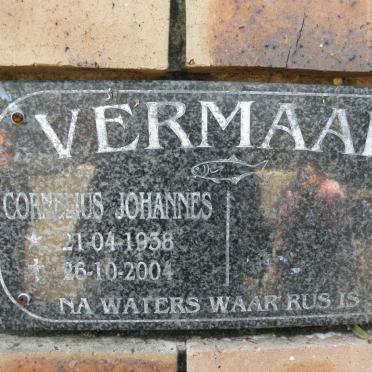 VERMAA
CORNELIUS JOHANNES
21-04-1938
26-10-2004
NA WATERS WAAR RUS IS